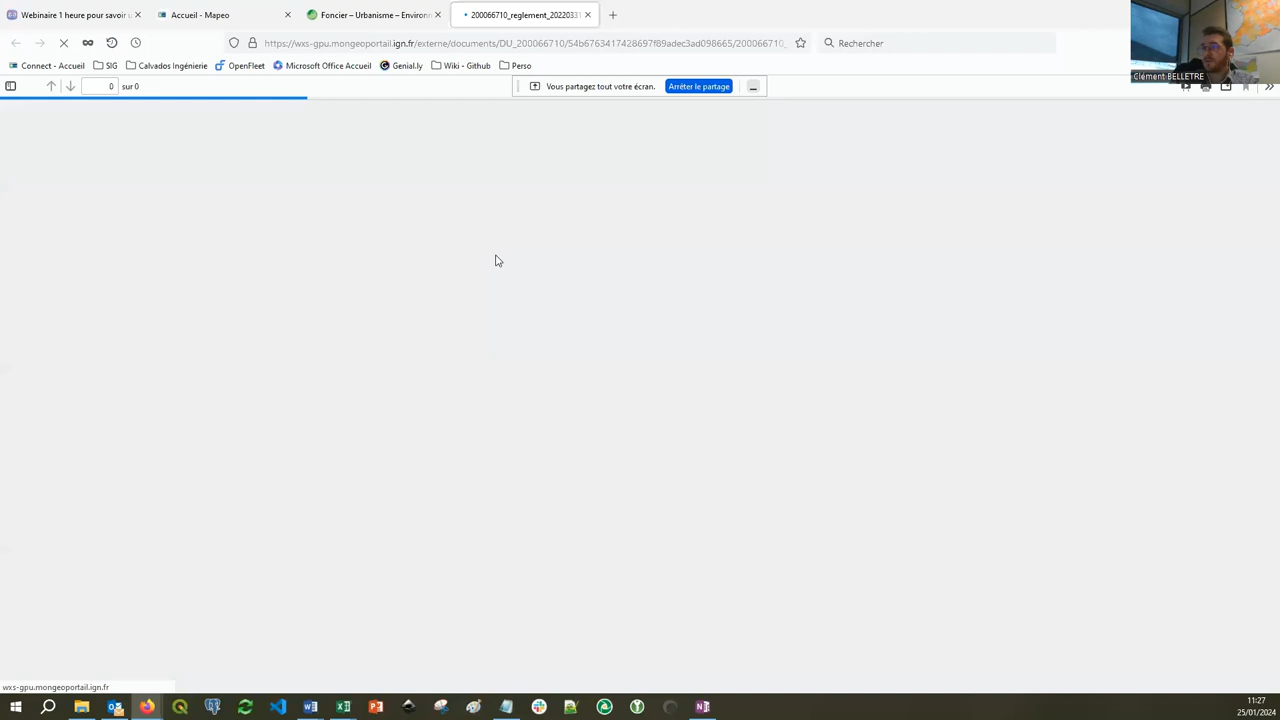 Webinaire 1 heure pour savoir u
Accueil - Mapeo
Foncier – Urbanisme – Environn
200066710_reglement_20220331
https://wxs-gpu.mongeoportail.ign.fr/externe/documents/DU_200066710/54b6763417428697f89adec3ad098665/200066710_
Rechercher
Connect - Accueil
SIG
Calvados Ingénierie
OpenFleet
Microsoft Office Accueil
Genial.ly
Wiki - Github
Perso
Clément BELLETRE
0 sur 0
Vous partagez tout votre écran.
Arrêter le partage
wxs-gpu.mongeoportail.ign.fr
11:27
25/01/2024